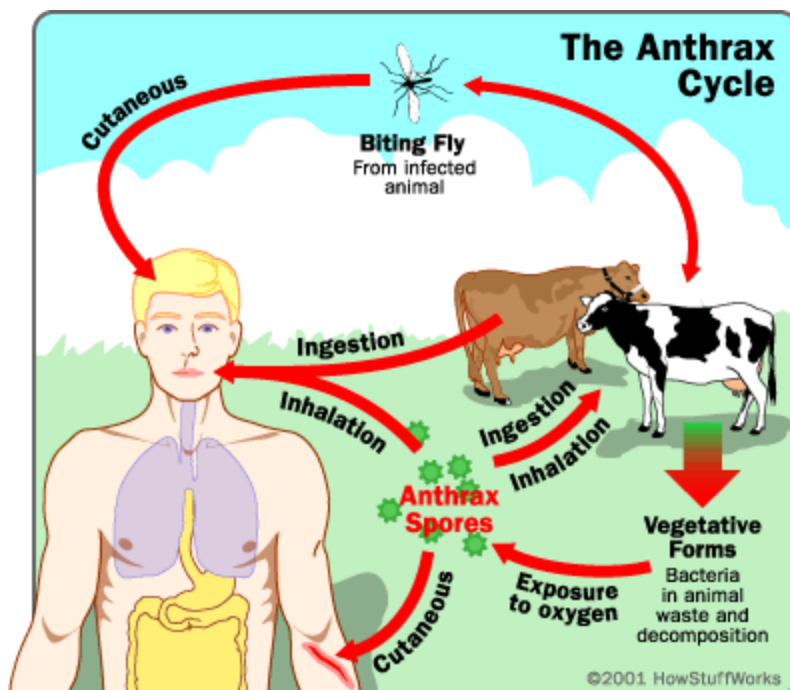 The Anthrax
Cycle
Cutaneous
Biting Fly
From infected
animal
Ingestion
Inhalation
Ingestion
Inhalation
Anthrax
Spores
Vegetative
Forms
Bacteria
in animal
waste and
decomposition
Exposure
to oxygen
Cutaneous
©2001 HowStuffWorks